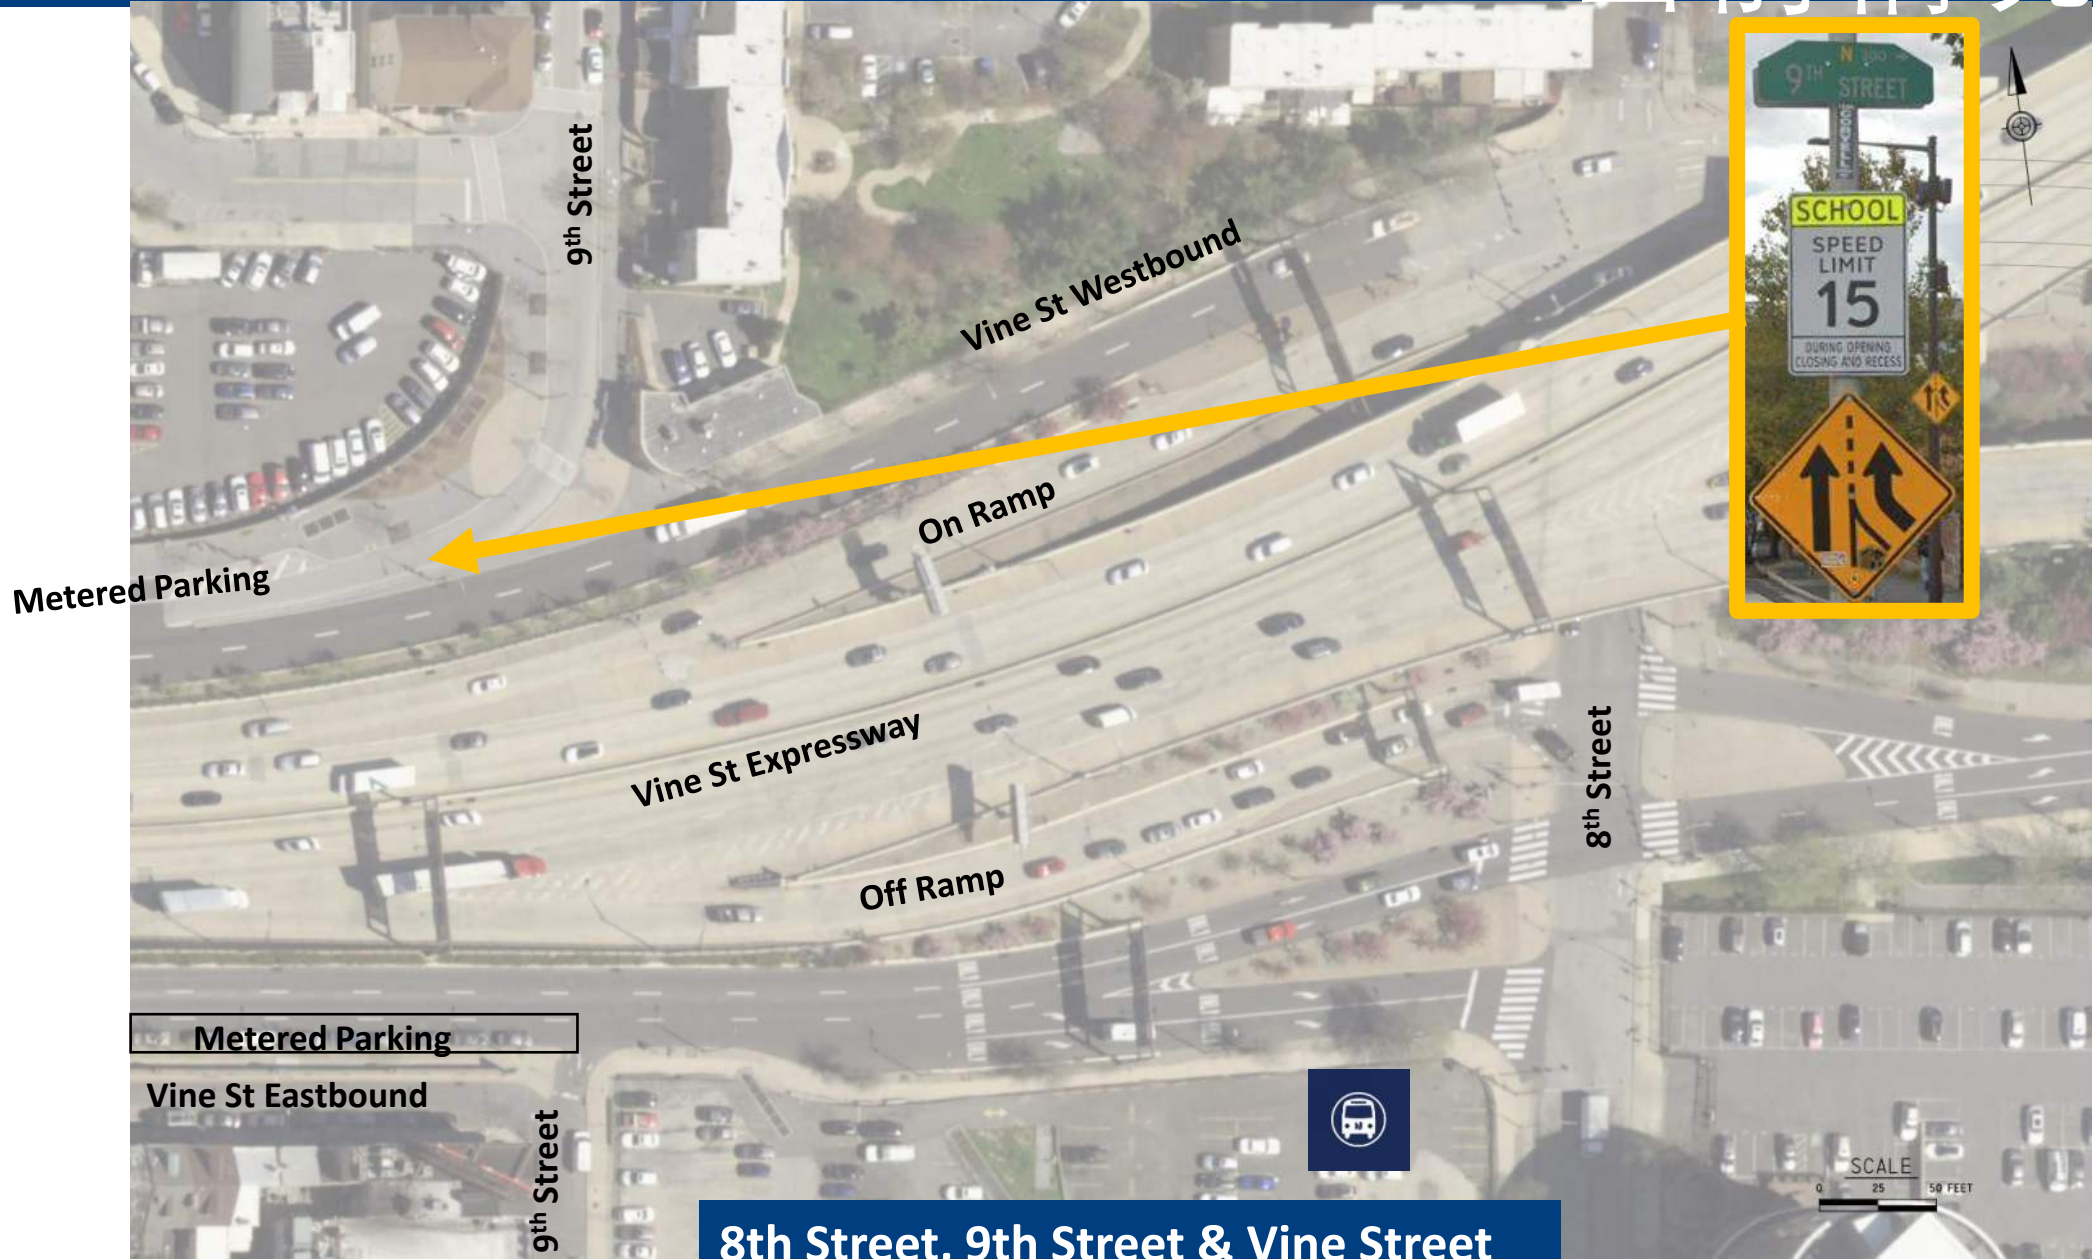 N 300 →
9TH STREET
SCHOOL
SPEED
LIMIT
15
DURING OPENING
CLOSING AND RECESS
9th Street
Vine St Westbound
On Ramp
Metered Parking
Vine St Expressway
8th Street
Off Ramp
Metered Parking
Vine St Eastbound
9th Street
SCALE
0 25 50 FEET
8th Street, 9th Street & Vine Street